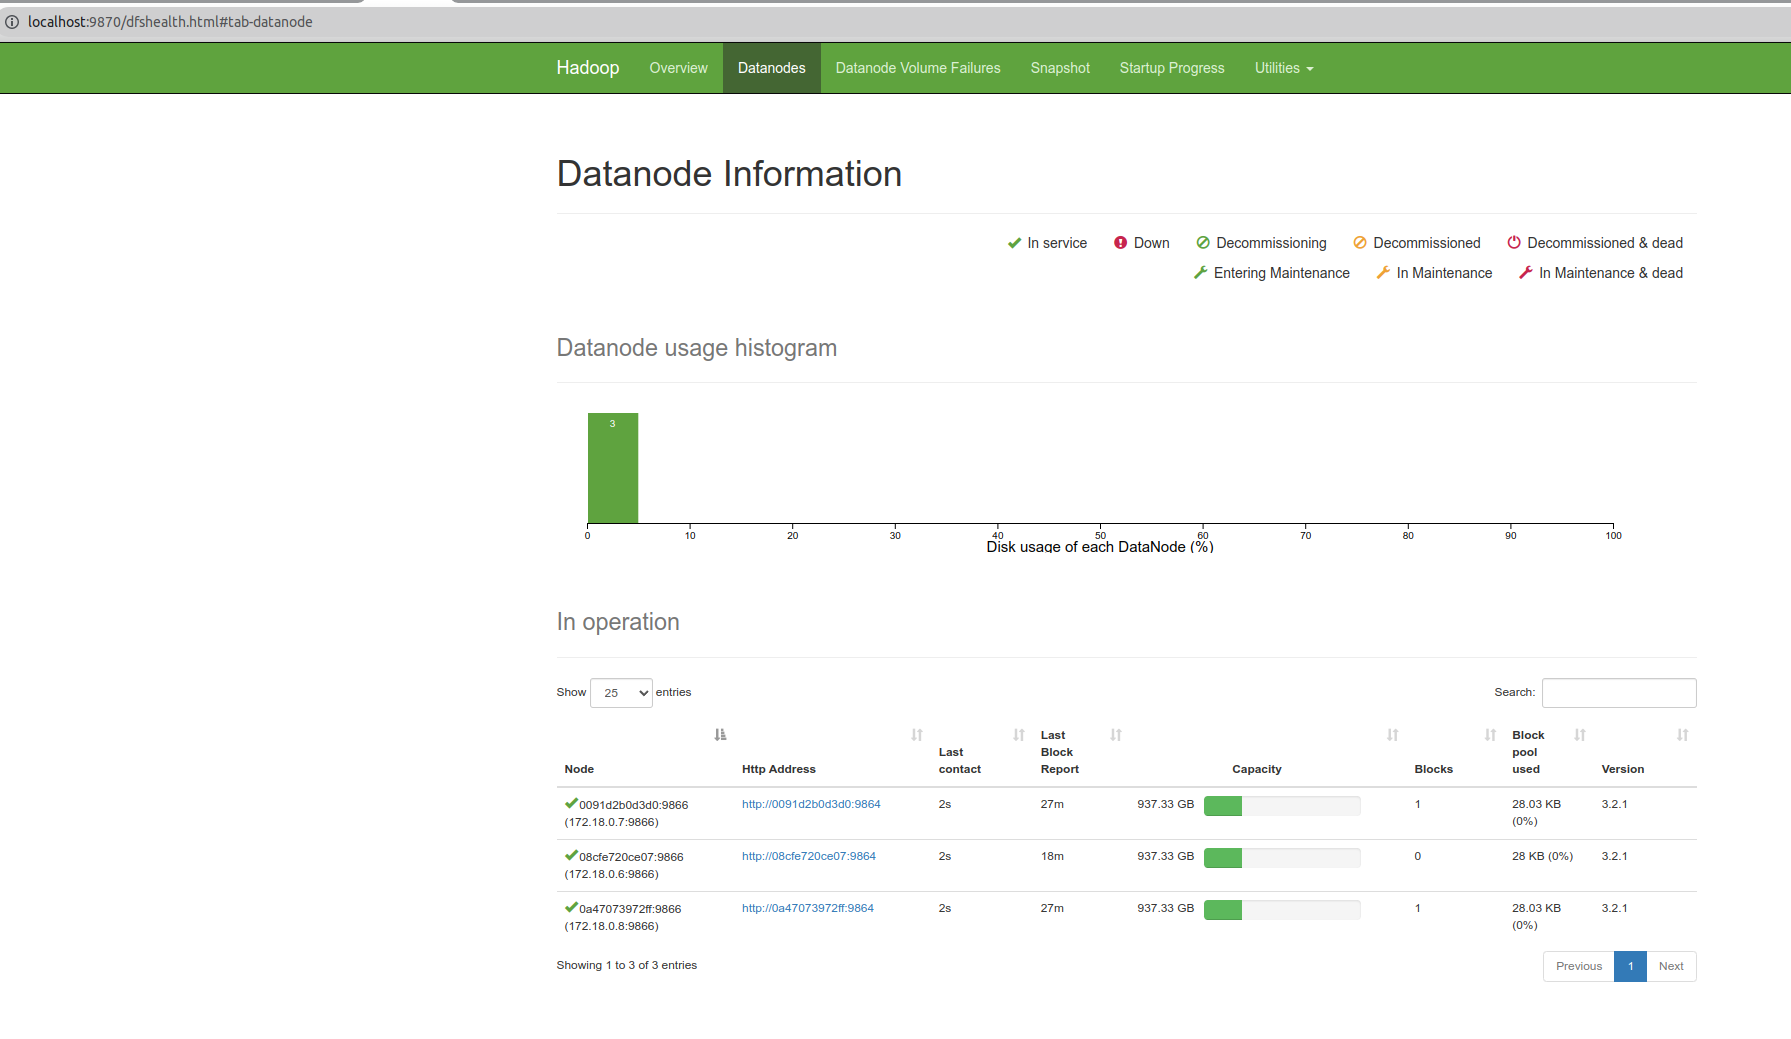 localhost:9870/dfshealth.html#tab-datanode
Hadoop Overview Datanodes Datanode Volume Failures Snapshot Startup Progress Utilities
Datanode Information
In service Down Decommissioning Decommissioned Decommissioned & dead
Entering Maintenance In Maintenance In Maintenance & dead
Datanode usage histogram
3
0 10 20 30 40 50 60 70 80 90 100
Disk usage of each DataNode (%)
In operation
Show 25 entries Search:
Node Http Address Last contact Last Block Report Capacity Blocks Block pool used Version
0091d2b0d3d0:9866 http://0091d2b0d3d0:9864 2s 27m 937.33 GB 1 28.03 KB 3.2.1
(172.18.0.7:9866) (0%)
08cfe720ce07:9866 http://08cfe720ce07:9864 2s 18m 937.33 GB 0 28 KB (0%) 3.2.1
(172.18.0.6:9866)
0a47073972ff:9866 http://0a47073972ff:9864 2s 27m 937.33 GB 1 28.03 KB 3.2.1
(172.18.0.8:9866) (0%)
Showing 1 to 3 of 3 entries Previous 1 Next